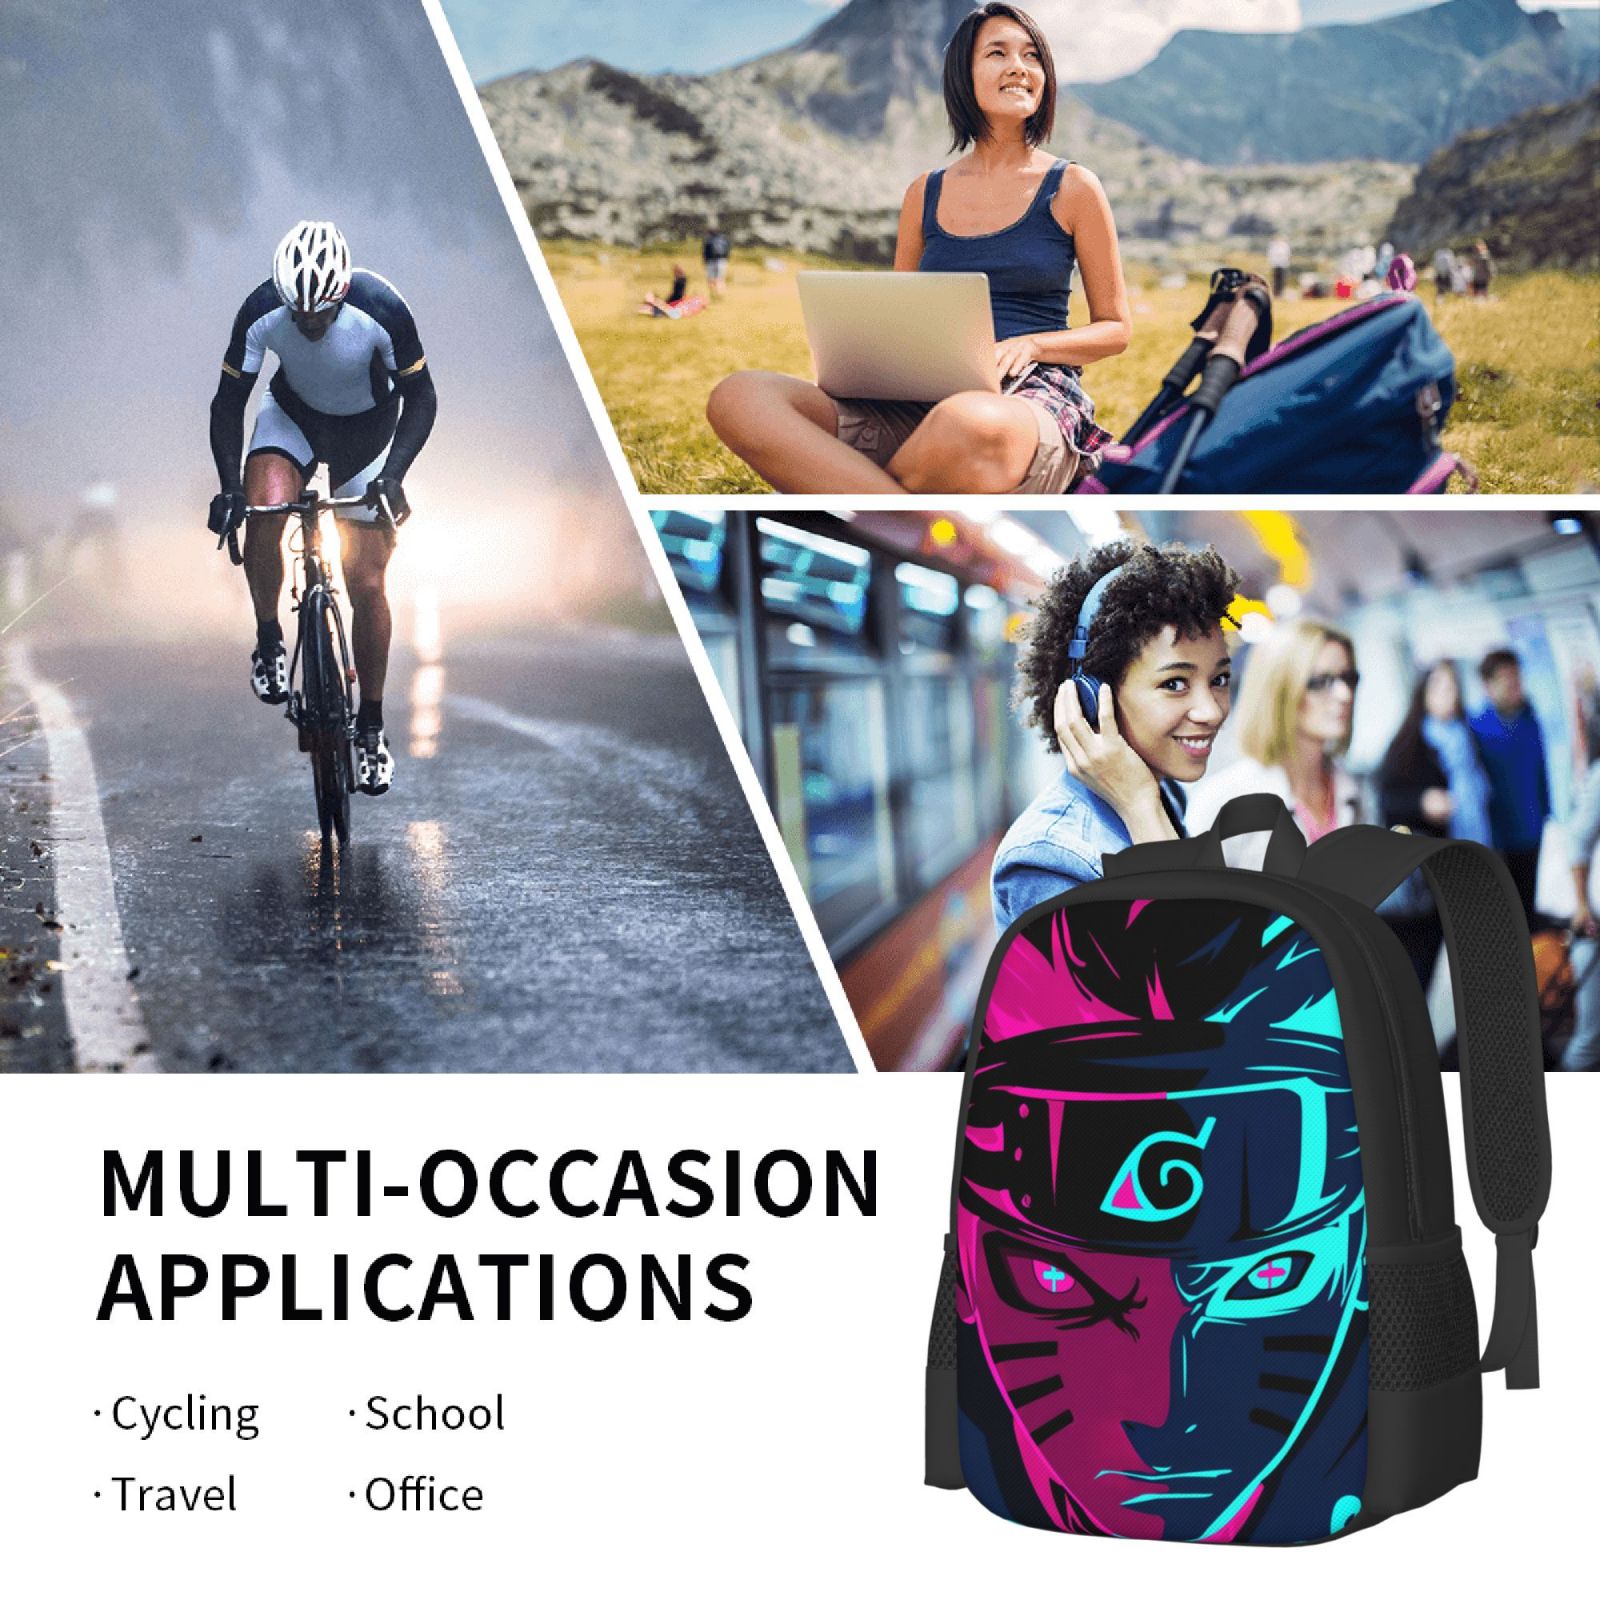 MULTI-OCCASION
APPLICATIONS
· Cycling
· School
· Travel
· Office